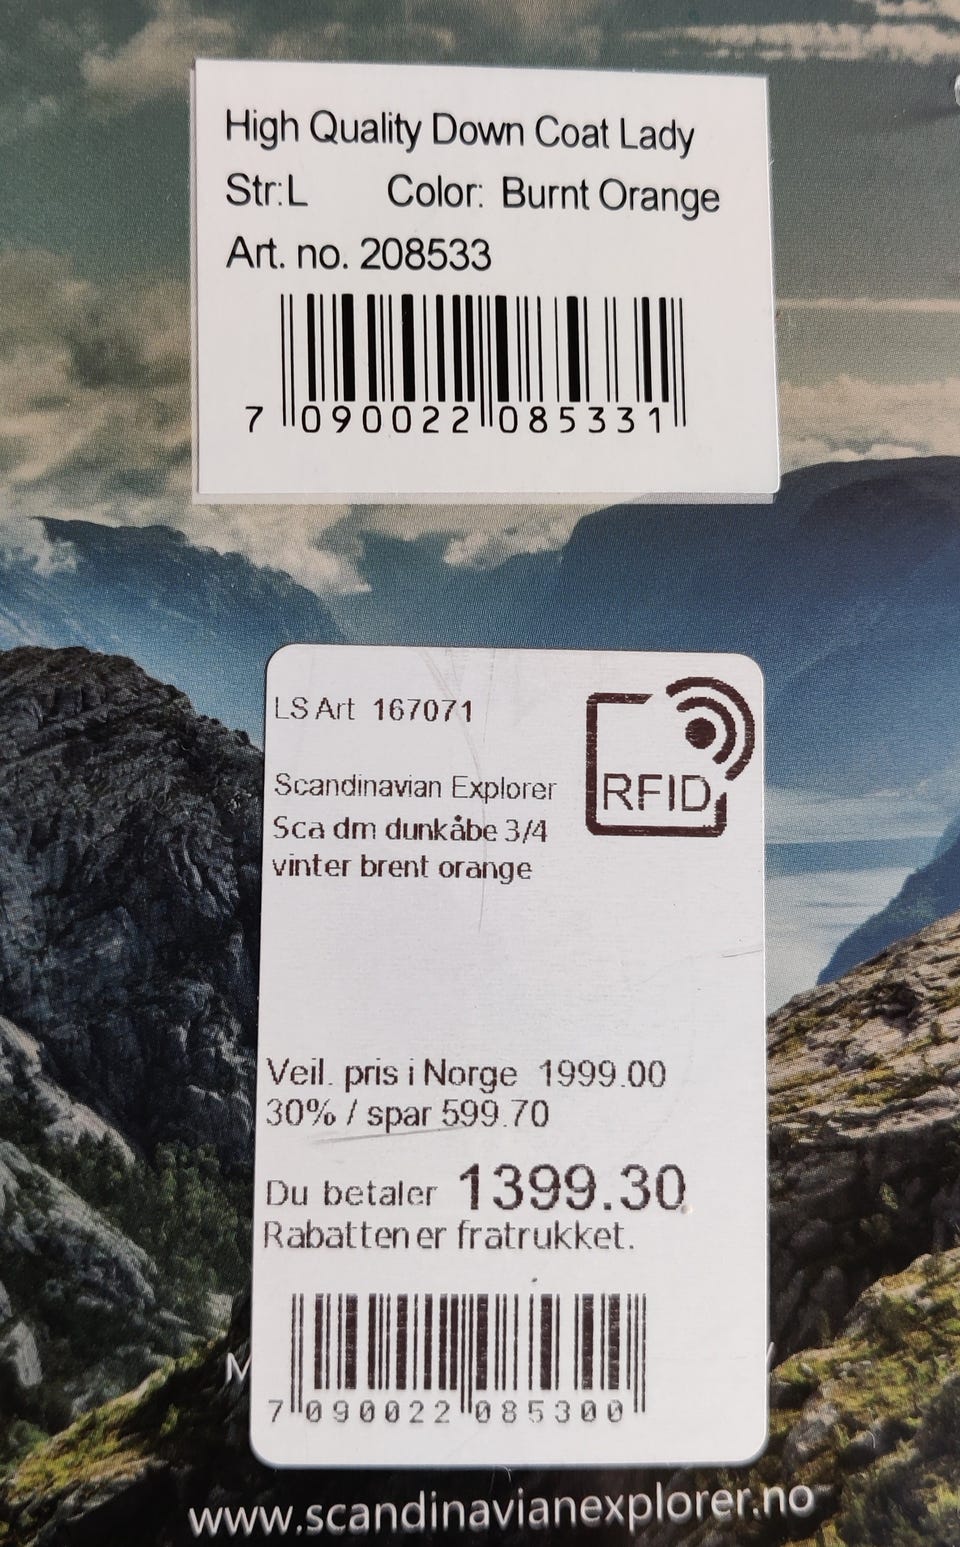 High Quality Down Coat Lady
Str:L Color: Burnt Orange
Art. no. 208533
7 090022 085331
LS Art 167071
RFID
Scandinavian Explorer
Sca dm dunkåbe 3/4
vinter brent orange
Veil. pris i Norge 1999.00
30% / spar 599.70
Du betaler 1399.30
Rabatten er fratrukket.
7 090022 085300
www.scandinavianexplorer.no